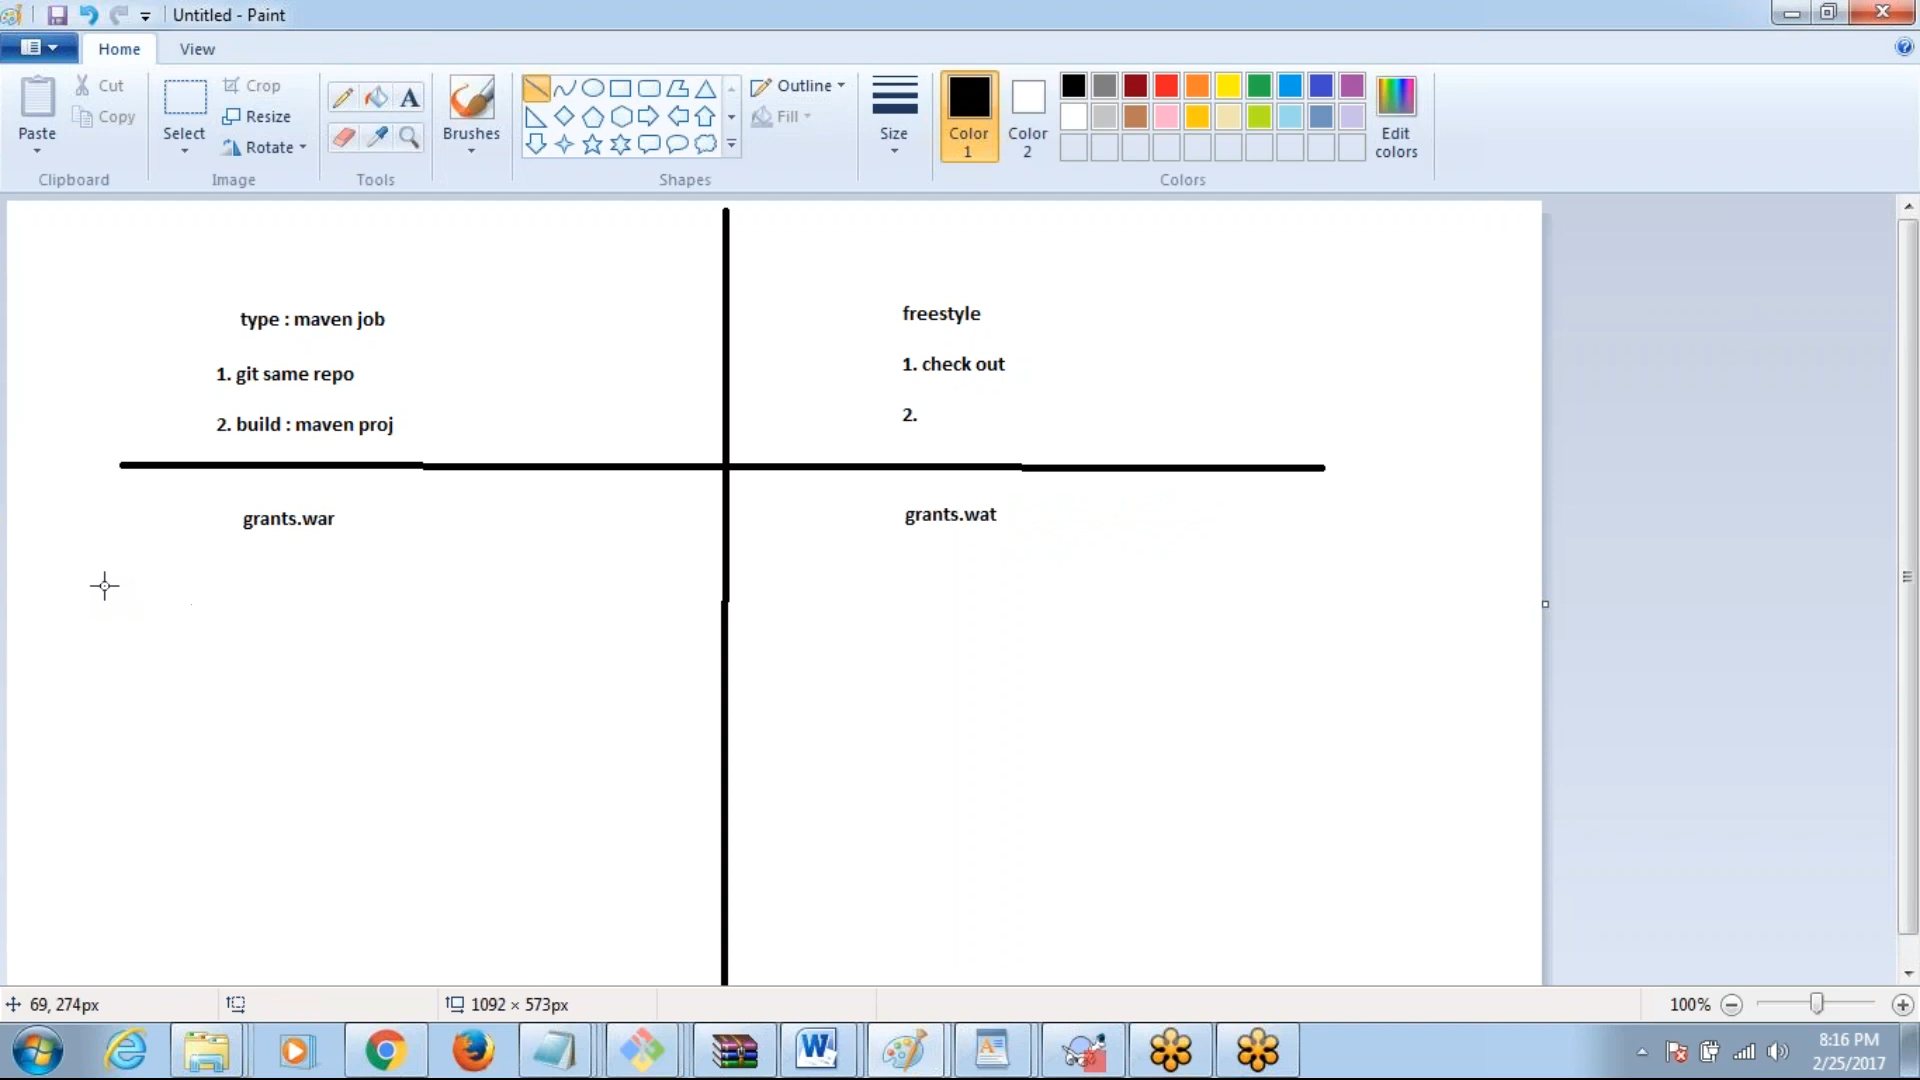 Untitled - Paint
Home
View
Paste
Cut
Copy
Clipboard
Select
Crop
Resize
Rotate
Image
A
Tools
Brushes
Shapes
Outline
Fill
Size
Color
1
Color
2
Edit
colors
Colors
type : maven job
1. git same repo
2. build : maven proj
grants.war
freestyle
1. check out
2.
grants.wat
69, 274px
1092 × 573px
100%
8:16 PM
2/25/2017